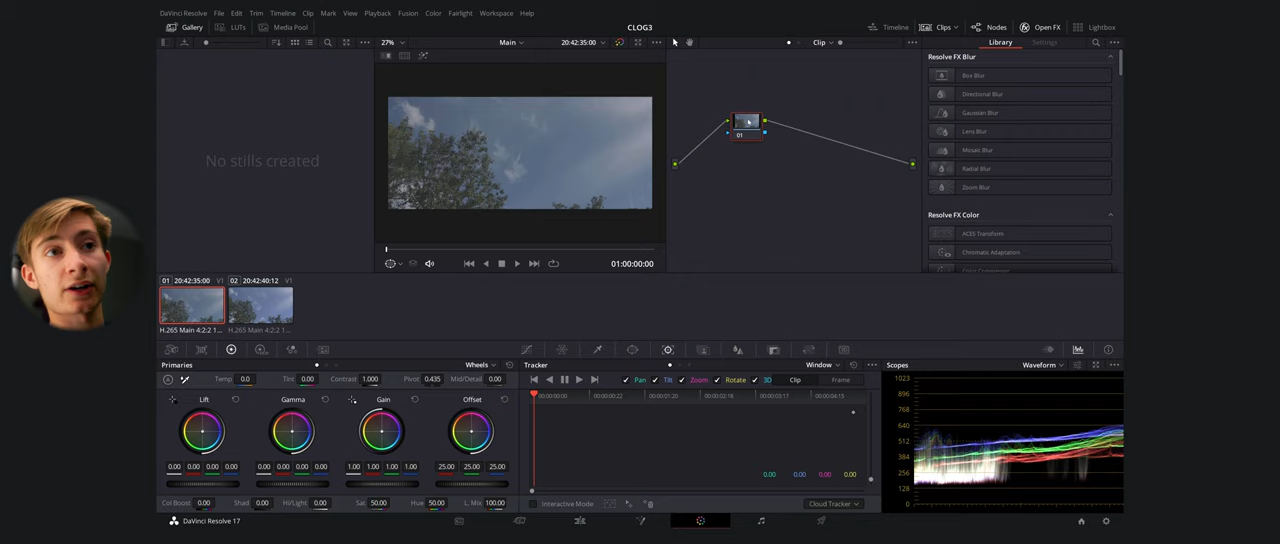 DaVinci Resolve File Edit Trim Timeline Clip Mark View Playback Fusion Color Fairlight Workspace Help
Gallery LUTs Media Pool CLOG3 Timeline Clips Nodes Open FX Lightbox
27% Main 20:42:35:00 Clip Library Settings
Resolve FX Blur
Box Blur
Directional Blur
Gaussian Blur
Lens Blur
Mosaic Blur
Radial Blur
Zoom Blur
Resolve FX Color
ACES Transform
Chromatic Adaptation
No stills created
01
01:00:00:00
01 20:42:35:00 V1 02 20:42:40:12 V1
H.265 Main 4:2:2 1... H.265 Main 4:2:2 1...
Primaries Wheels Tracker Window Scopes Waveform
Temp 0.0 Tint 0.00 Contrast 1.000 Pivot 0.435 Mid/Detail 0.00 Pan Tilt Zoom Rotate 3D Clip Frame
Lift Gamma Gain Offset
00:00:00:00 00:00:00:22 00:00:01:20 00:00:02:16 00:00:03:17 00:00:04:15
0.00 0.00 0.00 0.00 0.00 0.00 0.00 0.00 1.00 1.00 1.00 1.00 25.00 25.00 25.00
0.00 0.00 0.00 0.00
Col Boost 0.00 Shad 0.00 Hi/Light 0.00 Sat 50.00 Hue 50.00 L. Mix 100.00 Interactive Mode Cloud Tracker
1023
896
768
640
512
384
256
128
0
DaVinci Resolve 17